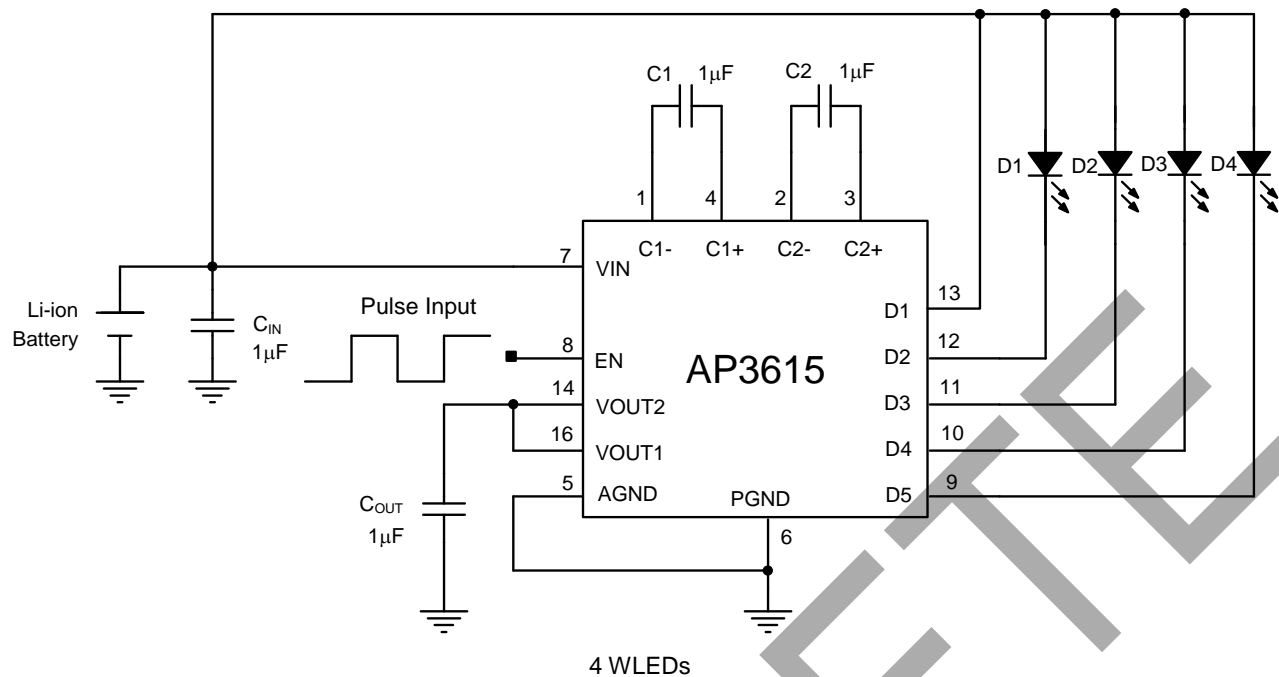 C1 1µF C2 1µF
D1 D2 D3 D4
1 4 2 3
C1- C1+ C2- C2+
7 VIN
13 D1
Li-ion
Battery
CIN
1µF
Pulse Input
8 EN
12 D2
AP3615
14 VOUT2
11 D3
16 VOUT1
10 D4
5 AGND
9 D5
PGND
6
COUT
1µF
4 WLEDs
ETE